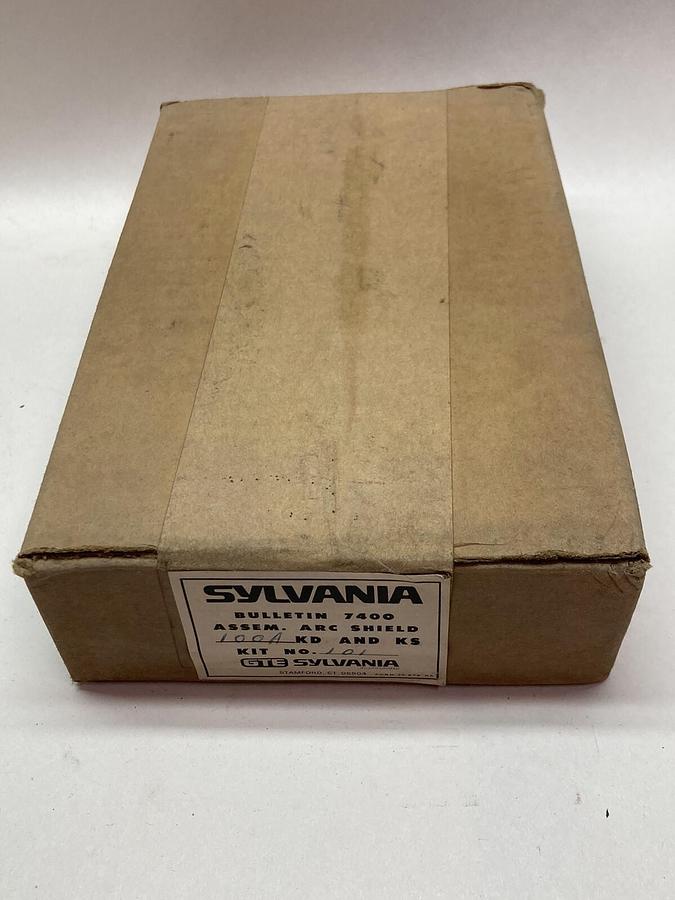 SYLVANIA
BULLETIN 7400
ASSEM. ARC SHIELD
100A KD AND KS
KIT NO. 101
GTE SYLVANIA
STAMFORD, CT. 06904